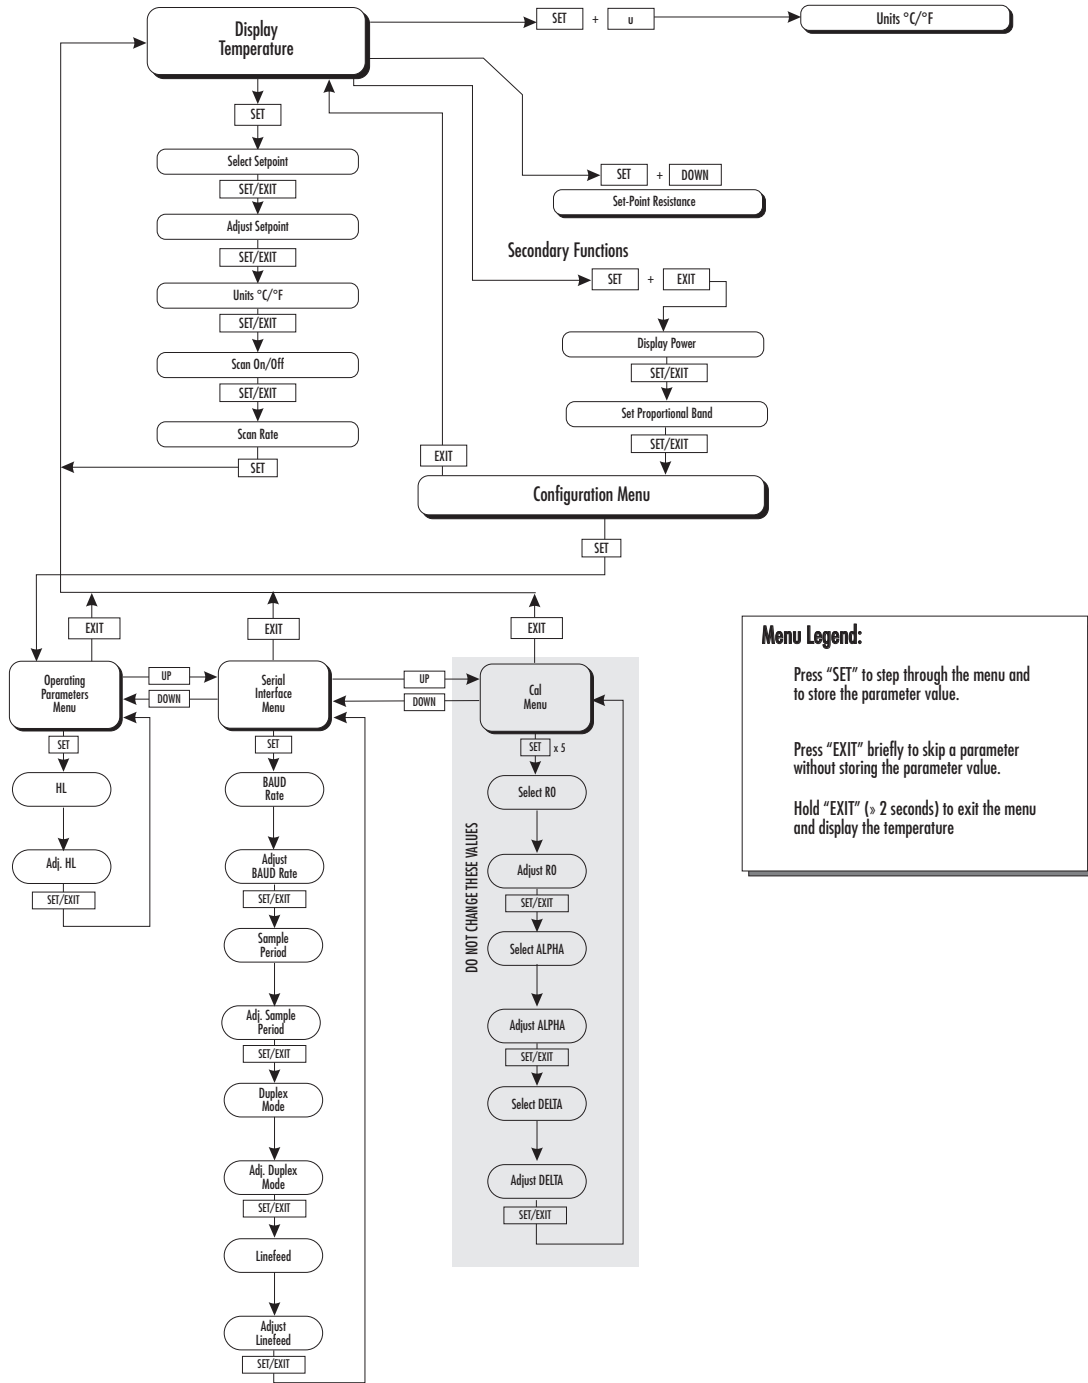 Display
Temperature
SET
+
u
Units °C/°F
SET
Select Setpoint
SET/EXIT
Adjust Setpoint
SET/EXIT
Units °C/°F
SET/EXIT
Scan On/Off
SET/EXIT
Scan Rate
SET
SET
+
DOWN
Set-Point Resistance
Secondary Functions
SET
+
EXIT
Display Power
SET/EXIT
Set Proportional Band
SET/EXIT
EXIT
Configuration Menu
SET
EXIT
EXIT
EXIT
Operating
Parameters
Menu
UP
DOWN
Serial
Interface
Menu
UP
DOWN
Cal
Menu
SET
HL
Adj. HL
SET/EXIT
SET
BAUD
Rate
Adjust
BAUD Rate
SET/EXIT
Sample
Period
Adj. Sample
Period
SET/EXIT
Duplex
Mode
Adj. Duplex
Mode
SET/EXIT
Linefeed
Adjust
Linefeed
SET/EXIT
DO NOT CHANGE THESE VALUES
SET x 5
Select R0
Adjust R0
SET/EXIT
Select ALPHA
Adjust ALPHA
SET/EXIT
Select DELTA
Adjust DELTA
SET/EXIT
Menu Legend:
Press “SET” to step through the menu and
to store the parameter value.
Press “EXIT” briefly to skip a parameter
without storing the parameter value.
Hold “EXIT” (» 2 seconds) to exit the menu
and display the temperature